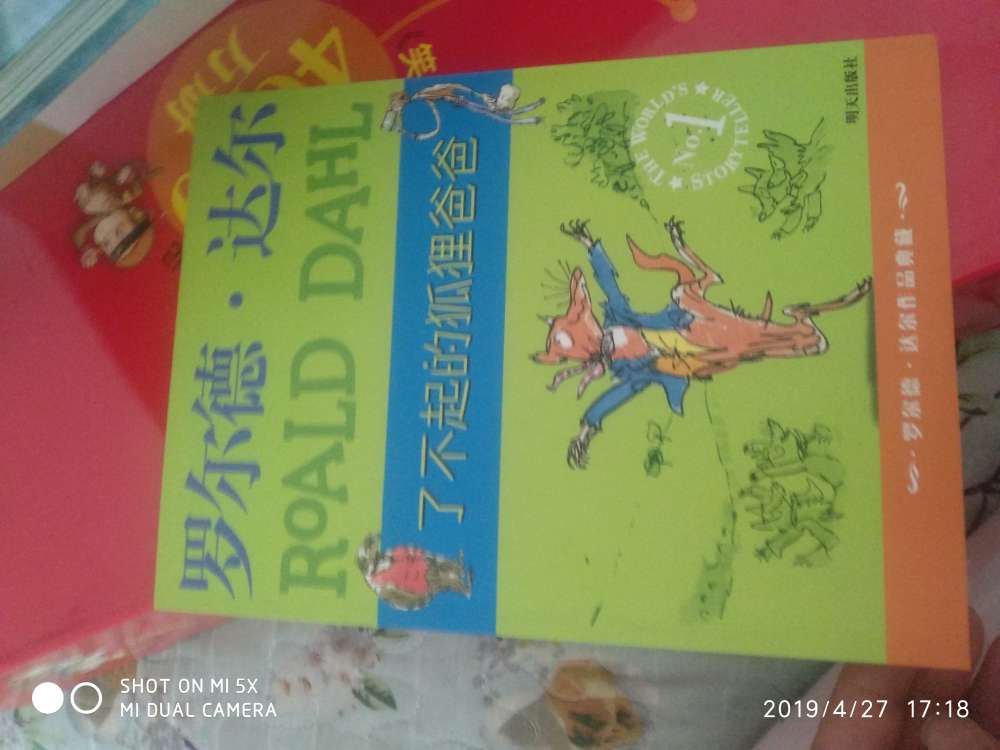 罗尔德·达尔
ROALD DAHL
了不起的狐狸爸爸
THE WORLD'S No.1 STORYTELLER
明天出版社
罗尔德·达尔作品典藏
SHOT ON MI 5X
MI DUAL CAMERA
2019/4/27 17:18